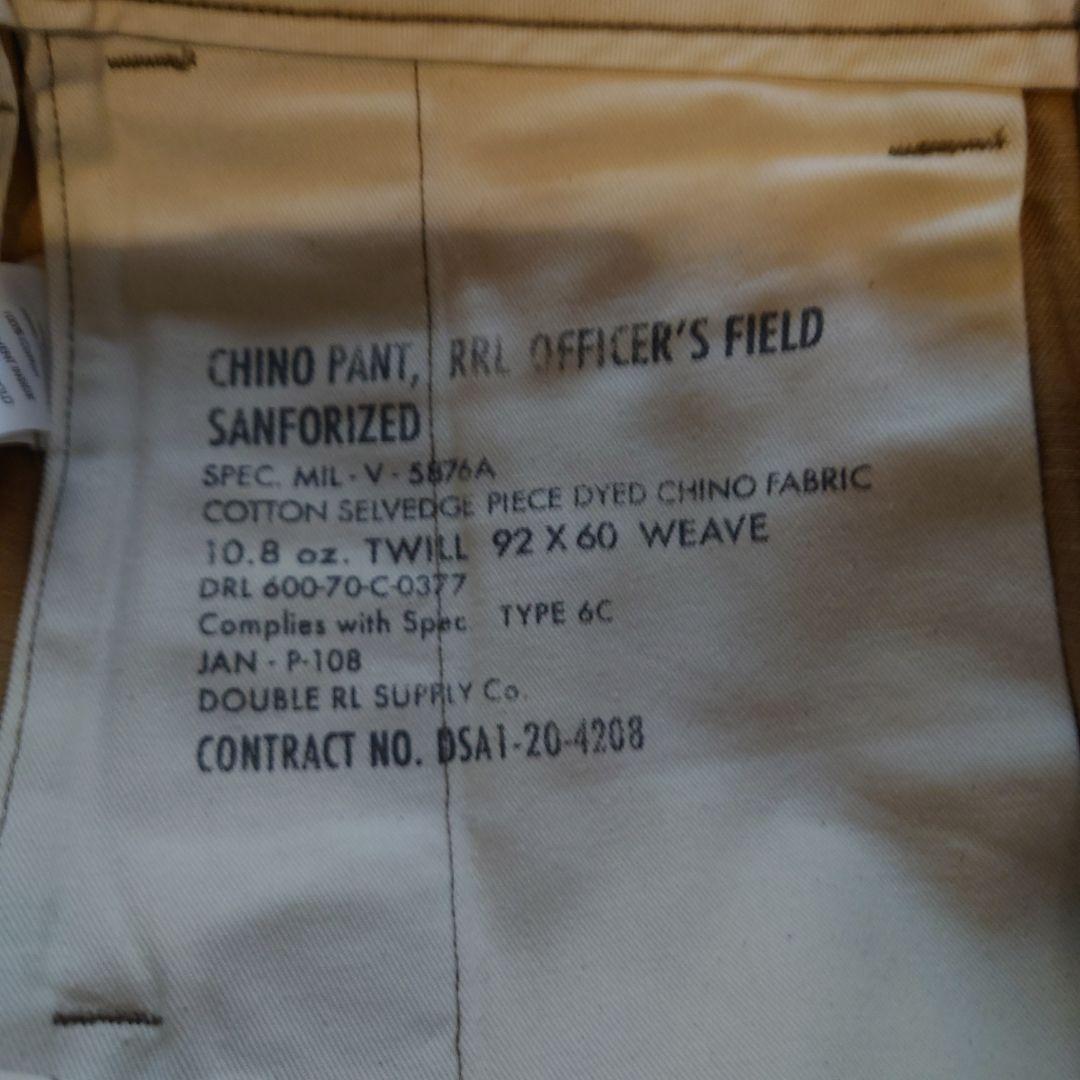 CHINO PANT, RRL OFFICER'S FIELD
SANFORIZED
SPEC. MIL - V - 5876A
COTTON SELVEDGE PIECE DYED CHINO FABRIC
10.8 oz. TWILL 92 X 60 WEAVE
DRL 600-70-C-0377
Complies with Spec. TYPE 6C
JAN - P-108
DOUBLE RL SUPPLY Co.
CONTRACT NO. DSA1-20-4208